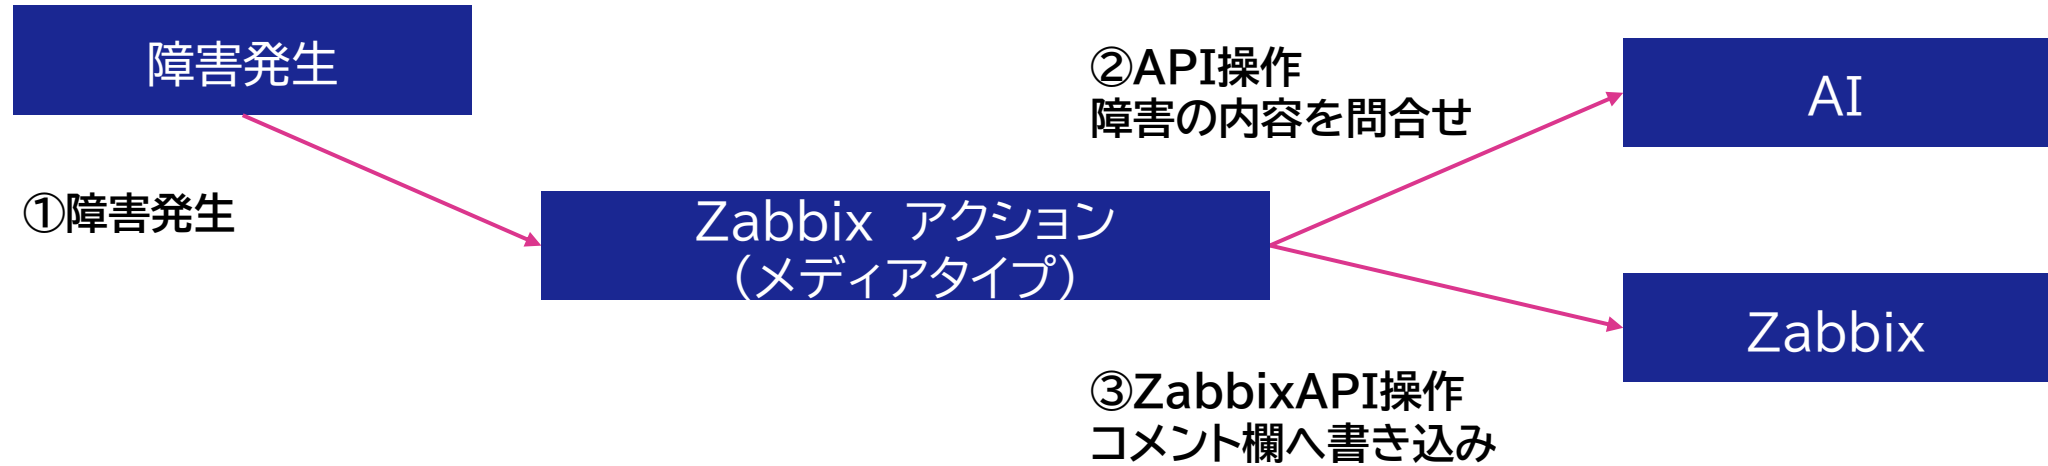 障害発生
①障害発生
Zabbix アクション
（メディアタイプ）
②API操作
障害の内容を問合せ
AI
③ZabbixAPI操作
コメント欄へ書き込み
Zabbix